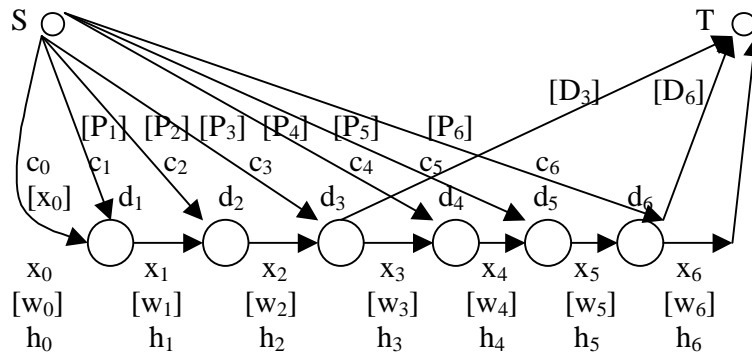 S T
[D₃] [D₆]
[P₁] [P₂] [P₃] [P₄] [P₅] [P₆]
c₀ c₁ c₂ c₃ c₄ c₅ c₆
[x₀] d₁ d₂ d₃ d₄ d₅ d₆
x₀ x₁ x₂ x₃ x₄ x₅ x₆
[w₀] [w₁] [w₂] [w₃] [w₄] [w₅] [w₆]
h₀ h₁ h₂ h₃ h₄ h₅ h₆